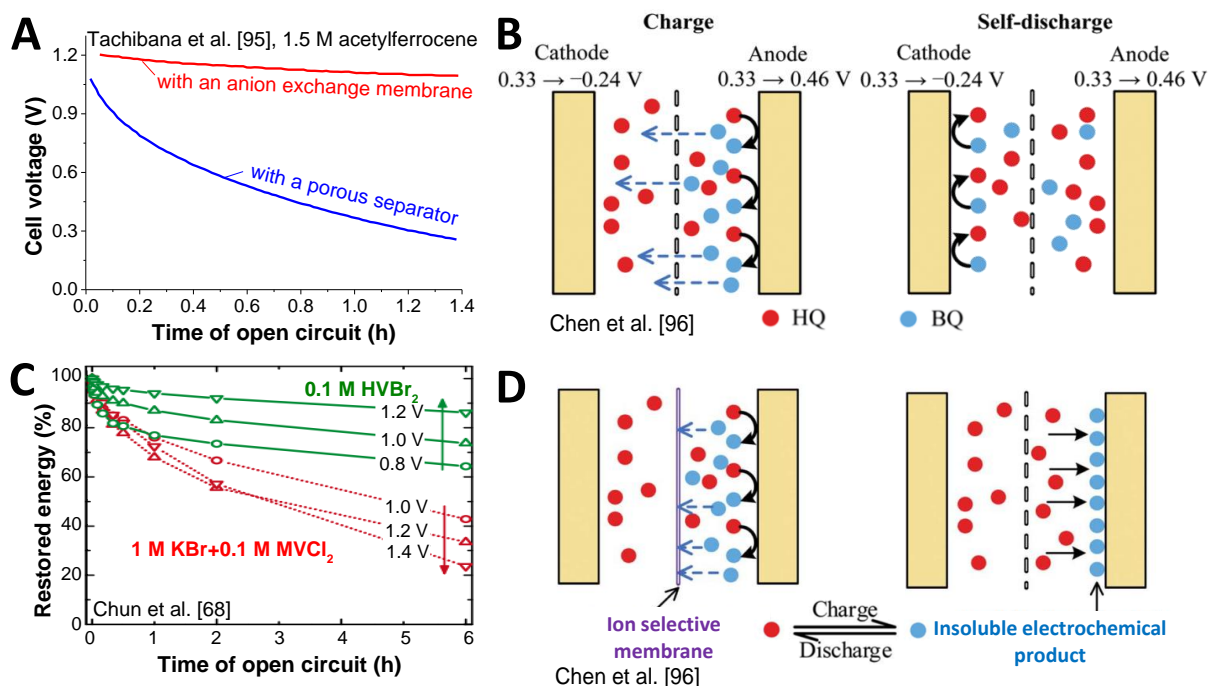 A
Tachibana et al. [95], 1.5 M acetylferrocene
with an anion exchange membrane
with a porous separator
Cell voltage (V)
1.2
0.9
0.6
0.3
0.0
0.0 0.2 0.4 0.6 0.8 1.0 1.2 1.4
Time of open circuit (h)
B
Charge
Self-discharge
Cathode
0.33 → −0.24 V
Anode
0.33 → 0.46 V
Cathode
0.33 → −0.24 V
Anode
0.33 → 0.46 V
Chen et al. [96]
HQ
BQ
C
Restored energy (%)
100
80
60
40
20
0
0.1 M HVBr₂
1.2 V
1.0 V
0.8 V
1.0 V
1.2 V
1.4 V
1 M KBr+0.1 M MVCl₂
Chun et al. [68]
0 1 2 3 4 5 6
Time of open circuit (h)
D
Ion selective
membrane
Charge
Discharge
Insoluble electrochemical
product
Chen et al. [96]